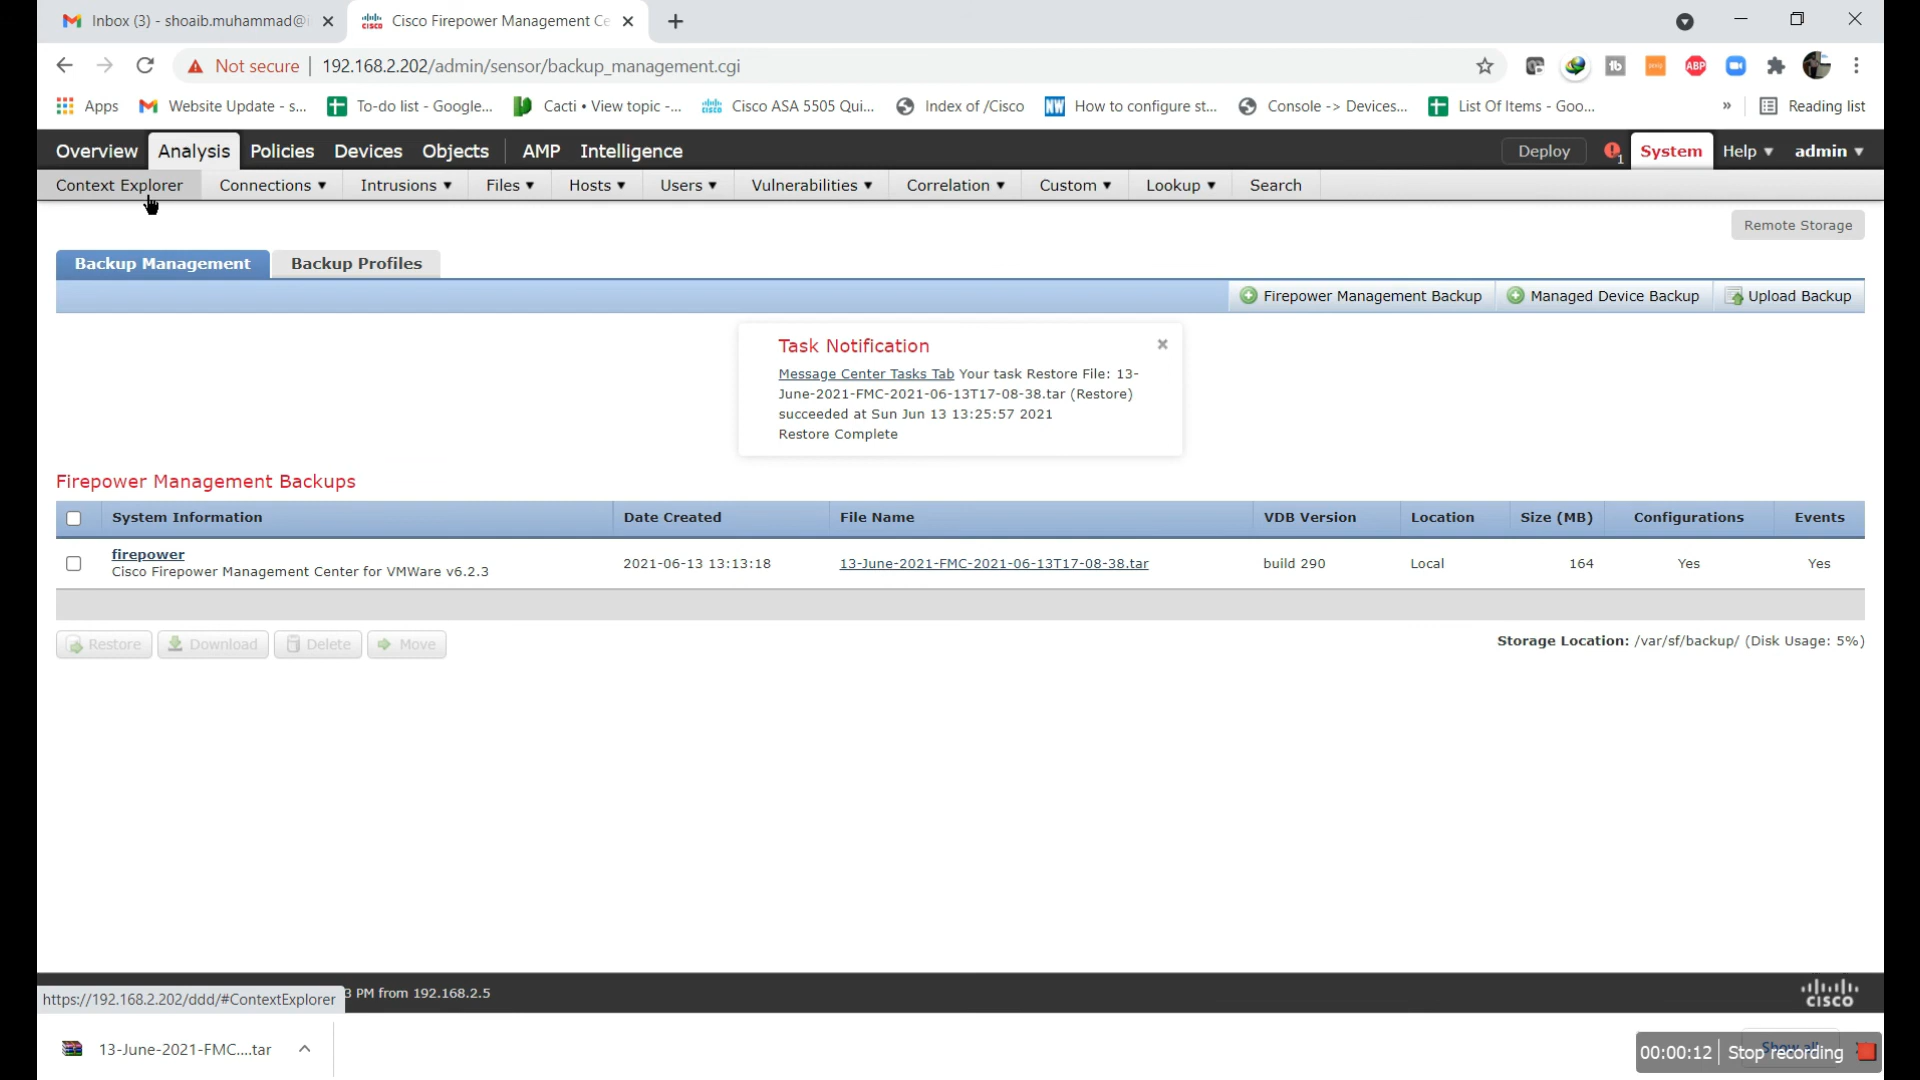 Inbox (3) - shoaib.muhammad@i
Cisco Firepower Management Ce
Not secure | 192.168.2.202/admin/sensor/backup_management.cgi
Apps
Website Update - s...
To-do list - Google...
Cacti • View topic -...
Cisco ASA 5505 Qui...
Index of /Cisco
NW How to configure st...
Console -> Devices...
List Of Items - Goo...
»
Reading list
Overview Analysis Policies Devices Objects AMP Intelligence
Deploy 1 System Help admin
Context Explorer Connections Intrusions Files Hosts Users Vulnerabilities Correlation Custom Lookup Search
Remote Storage
Backup Management Backup Profiles
Firepower Management Backup Managed Device Backup Upload Backup
Task Notification
Message Center Tasks Tab Your task Restore File: 13-
June-2021-FMC-2021-06-13T17-08-38.tar (Restore)
succeeded at Sun Jun 13 13:25:57 2021
Restore Complete
Firepower Management Backups
System Information Date Created File Name VDB Version Location Size (MB) Configurations Events
firepower
Cisco Firepower Management Center for VMWare v6.2.3
2021-06-13 13:13:18 13-June-2021-FMC-2021-06-13T17-08-38.tar build 290 Local 164 Yes Yes
Restore Download Delete Move
Storage Location: /var/sf/backup/ (Disk Usage: 5%)
https://192.168.2.202/ddd/#ContextExplorer
3 PM from 192.168.2.5
CISCO
13-June-2021-FMC....tar
Show all
00:00:12 Stop recording